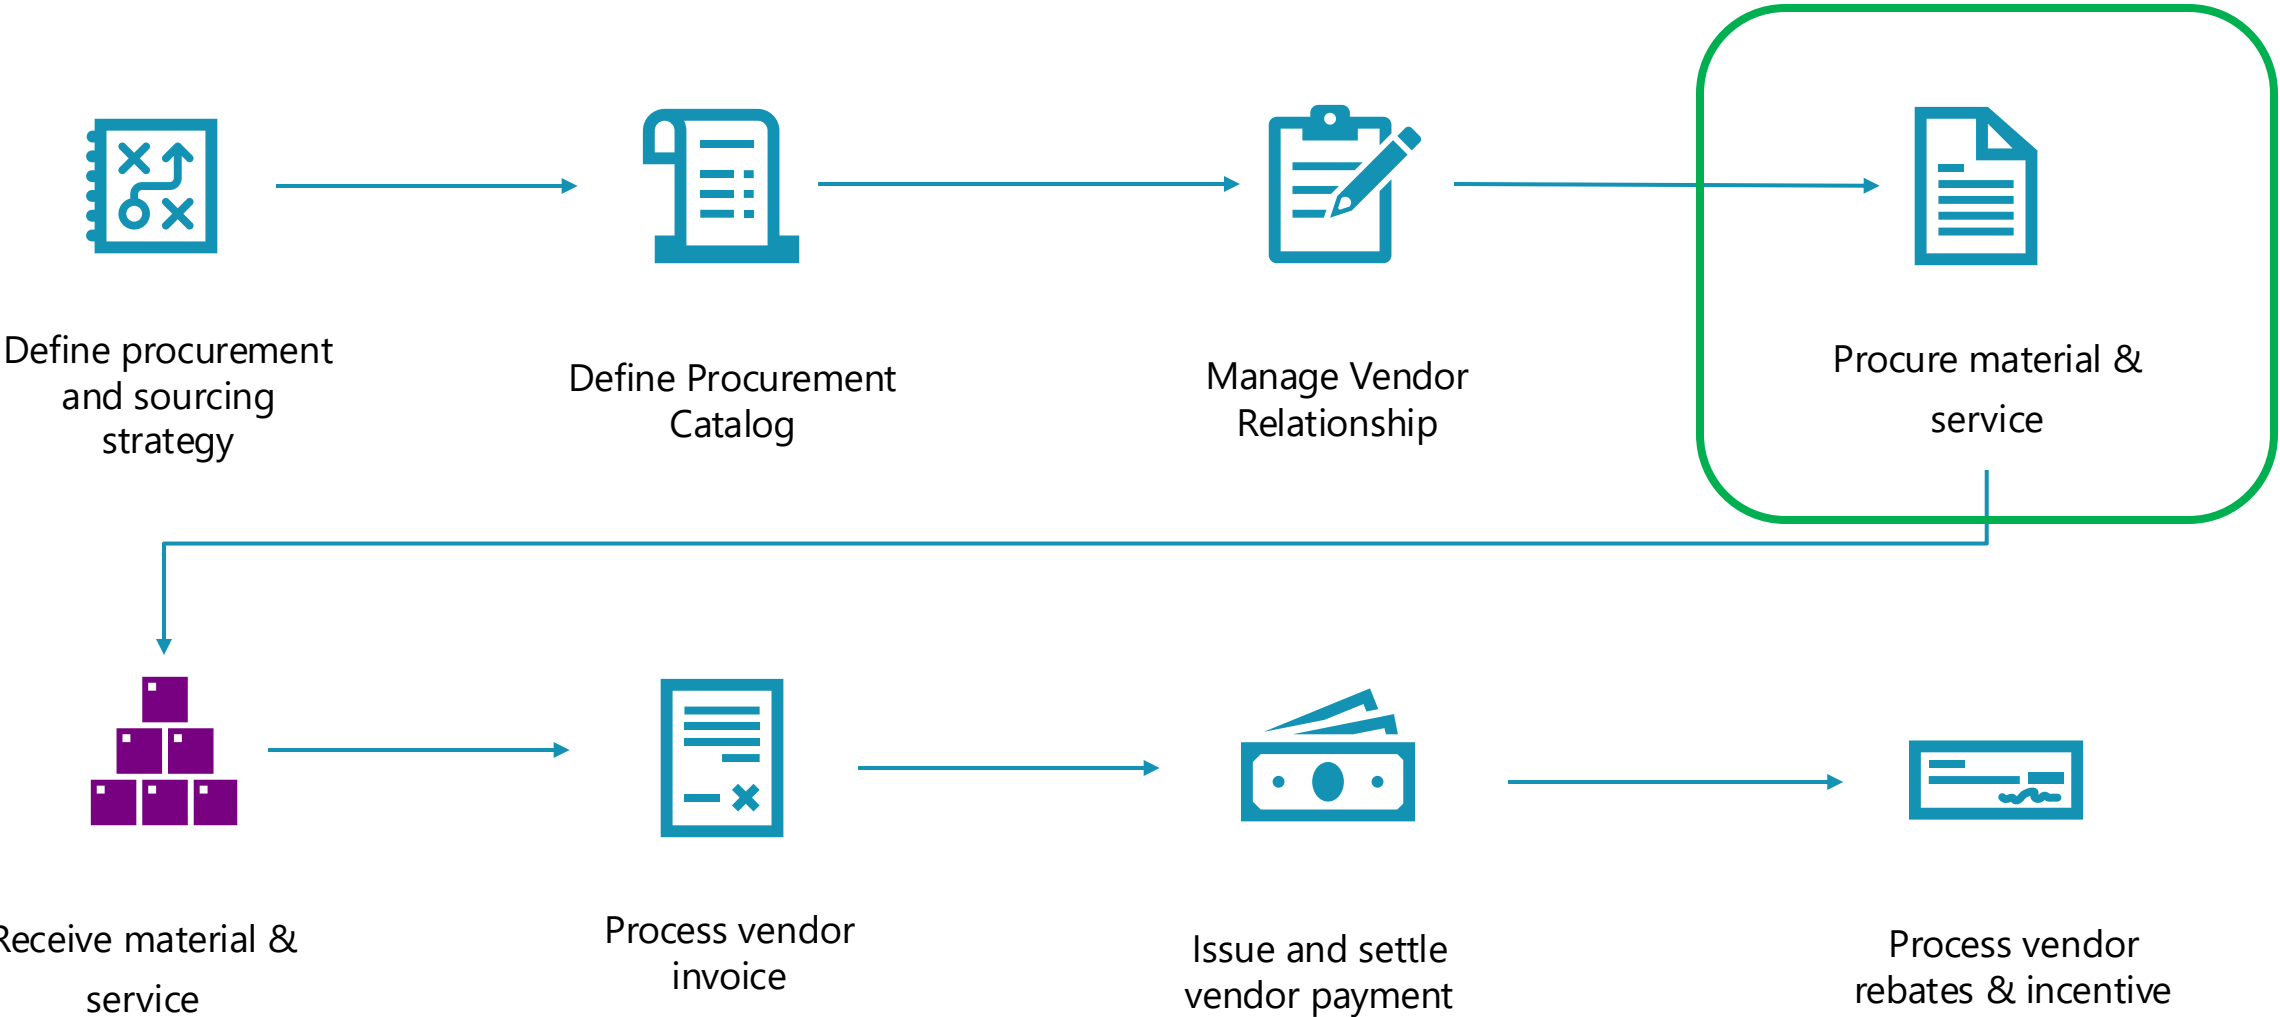 Define procurement
and sourcing
strategy
Define Procurement
Catalog
Manage Vendor
Relationship
Procure material &
service
Receive material &
service
Process vendor
invoice
Issue and settle
vendor payment
Process vendor
rebates & incentive